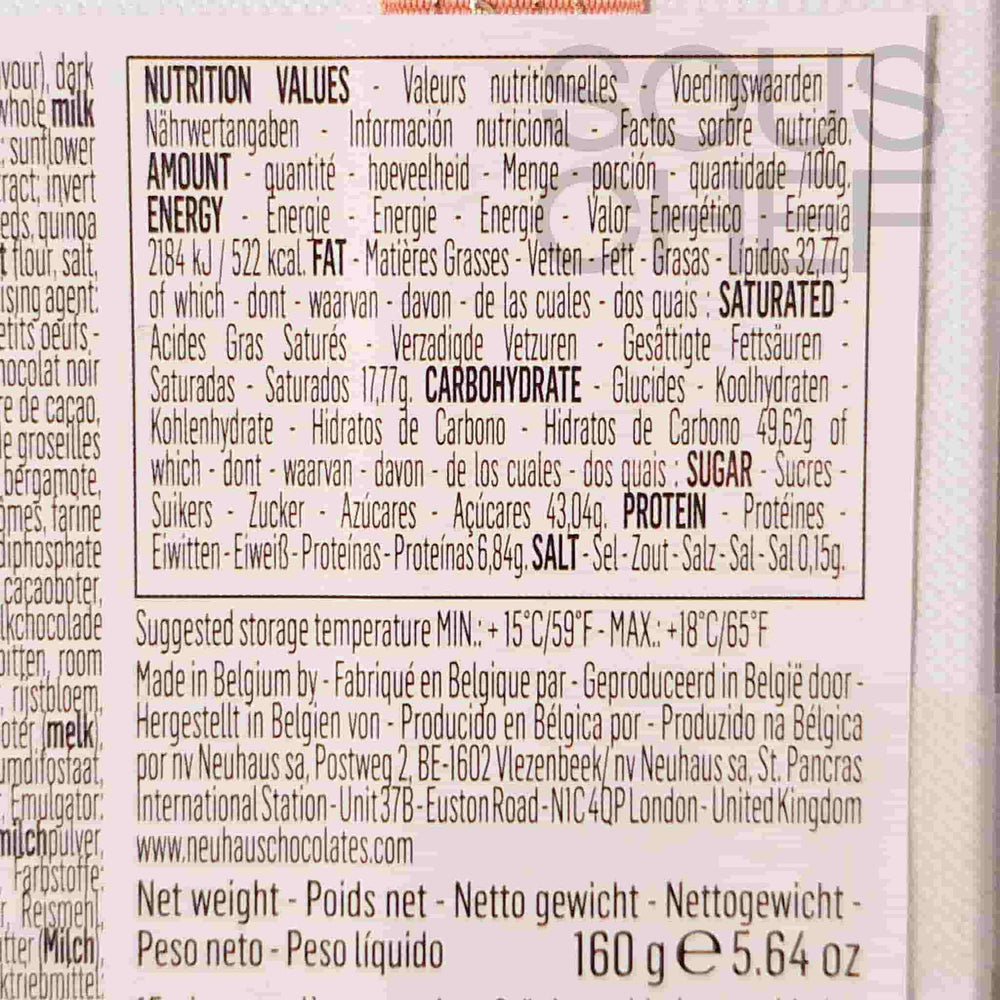 vour), dark
whole milk
; sunflower
ract; invert
eds, quinoa
t flour, salt,
ising agent:
etits oeufs -
hocolat noir
re de cacao,
le groseilles
bergamote,
ômes, farine
diphosphate
cacaoboter,
lkchocolade
bitten, room
, rijstbloem,
oter (melk),
umdifosfaat,
. Emulgator:
milchpulver,
, Farbstoffe:
r, Reismehl,
tter (Milch),
ktriebmittel:
NUTRITION VALUES - Valeurs nutritionnelles - Voedingswaarden -
Nährwertangaben - Información nutricional - Factos sorbre nutrição.
AMOUNT - quantité - hoeveelheid - Menge - porción - quantidade /100g.
ENERGY - Énergie - Energie - Energie - Valor Energético - Energia
2184 kJ / 522 kcal. FAT - Matières Grasses - Vetten - Fett - Grasas - Lípidos 32,77g
of which - dont - waarvan - davon - de las cuales - dos quais : SATURATED -
Acides Gras Saturés - Verzadigde Vetzuren - Gesättigte Fettsäuren -
Saturadas - Saturados 17,77g. CARBOHYDRATE - Glucides - Koolhydraten -
Kohlenhydrate - Hidratos de Carbono - Hidratos de Carbono 49,62g of
which - dont - waarvan - davon - de los cuales - dos quais : SUGAR - Sucres -
Suikers - Zucker - Azúcares - Açúcares 43,04g. PROTEIN - Protéines -
Eiwitten - Eiweiß - Proteínas - Proteínas 6,84g. SALT - Sel - Zout - Salz - Sal - Sal 0,15g.
Suggested storage temperature MIN.: + 15°C/59°F - MAX.: +18°C/65°F
Made in Belgium by - Fabriqué en Belgique par - Geproduceerd in België door -
Hergestellt in Belgien von - Producido en Bélgica por - Produzido na Bélgica
por nv Neuhaus sa, Postweg 2, BE-1602 Vlezenbeek/ nv Neuhaus sa, St. Pancras
International Station - Unit 37B - Euston Road - N1C 4QP London - United Kingdom
www.neuhauschocolates.com
Net weight - Poids net - Netto gewicht - Nettogewicht -
Peso neto - Peso líquido 160 g e 5.64 oz
SOUS
CHEF